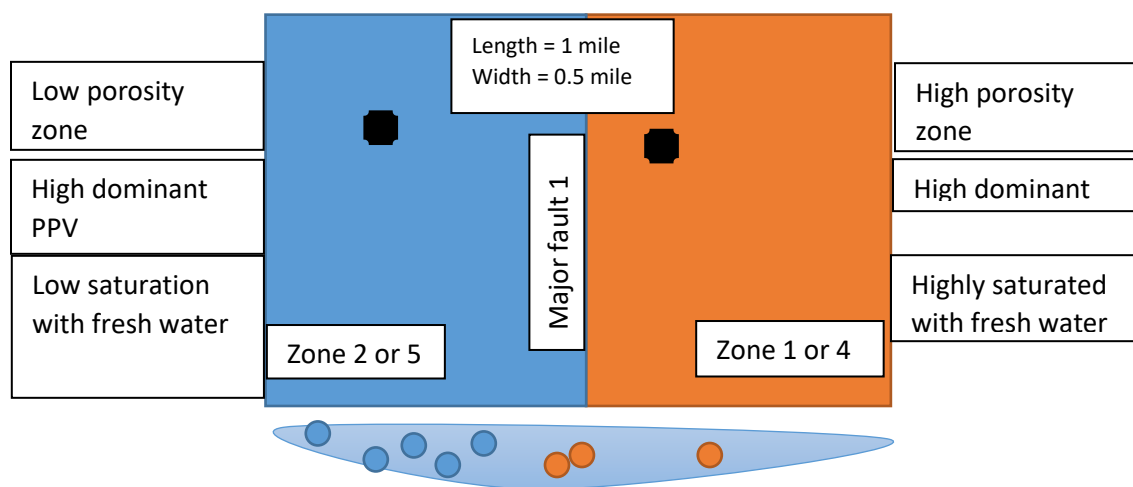 Length = 1 mile
Width = 0.5 mile
Low porosity
zone
High dominant
PPV
Low saturation
with fresh water
Major fault 1
Zone 2 or 5
Zone 1 or 4
High porosity
zone
High dominant
Highly saturated
with fresh water